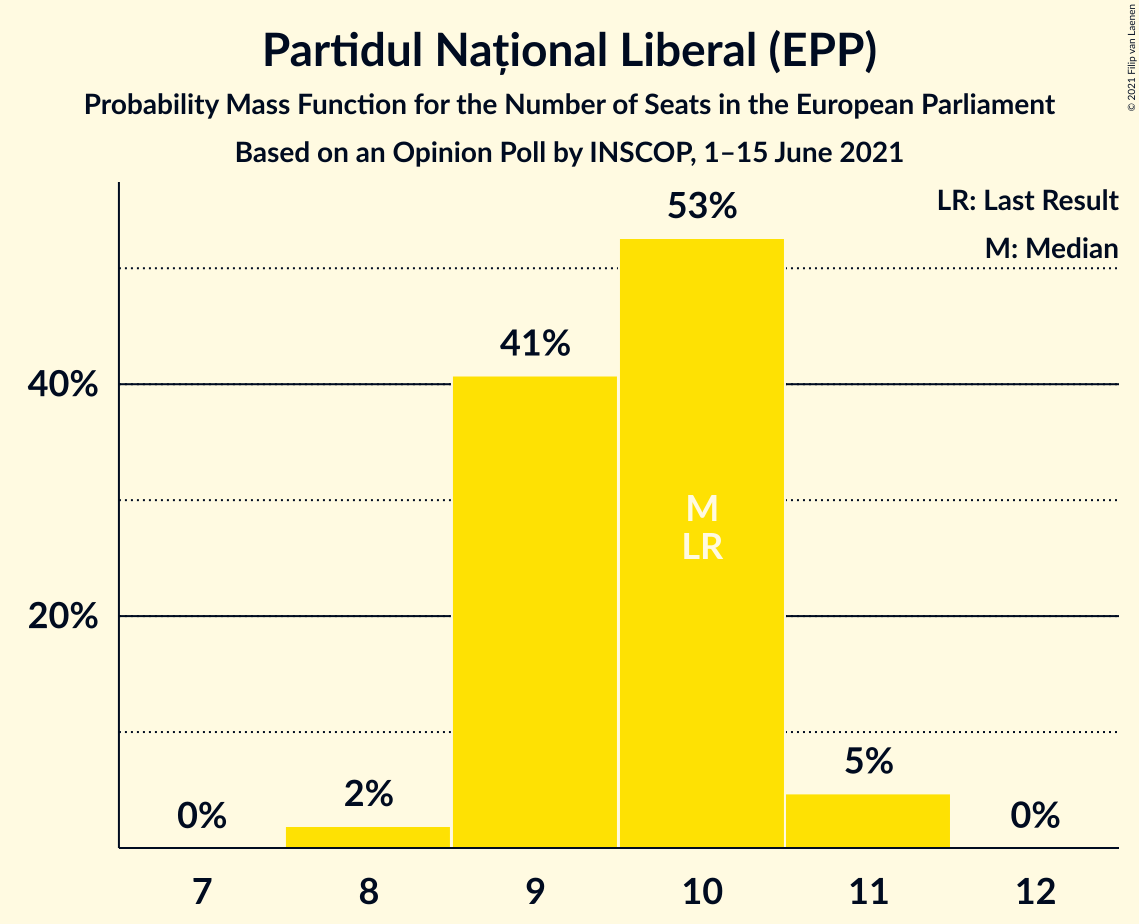 Partidul Național Liberal (EPP)
Probability Mass Function for the Number of Seats in the European Parliament
Based on an Opinion Poll by INSCOP, 1–15 June 2021
© 2021 Filip van Laenen
LR: Last Result
M: Median
53%
41%
40%
M
LR
20%
5%
2%
0%
0%
7
8
9
10
11
12